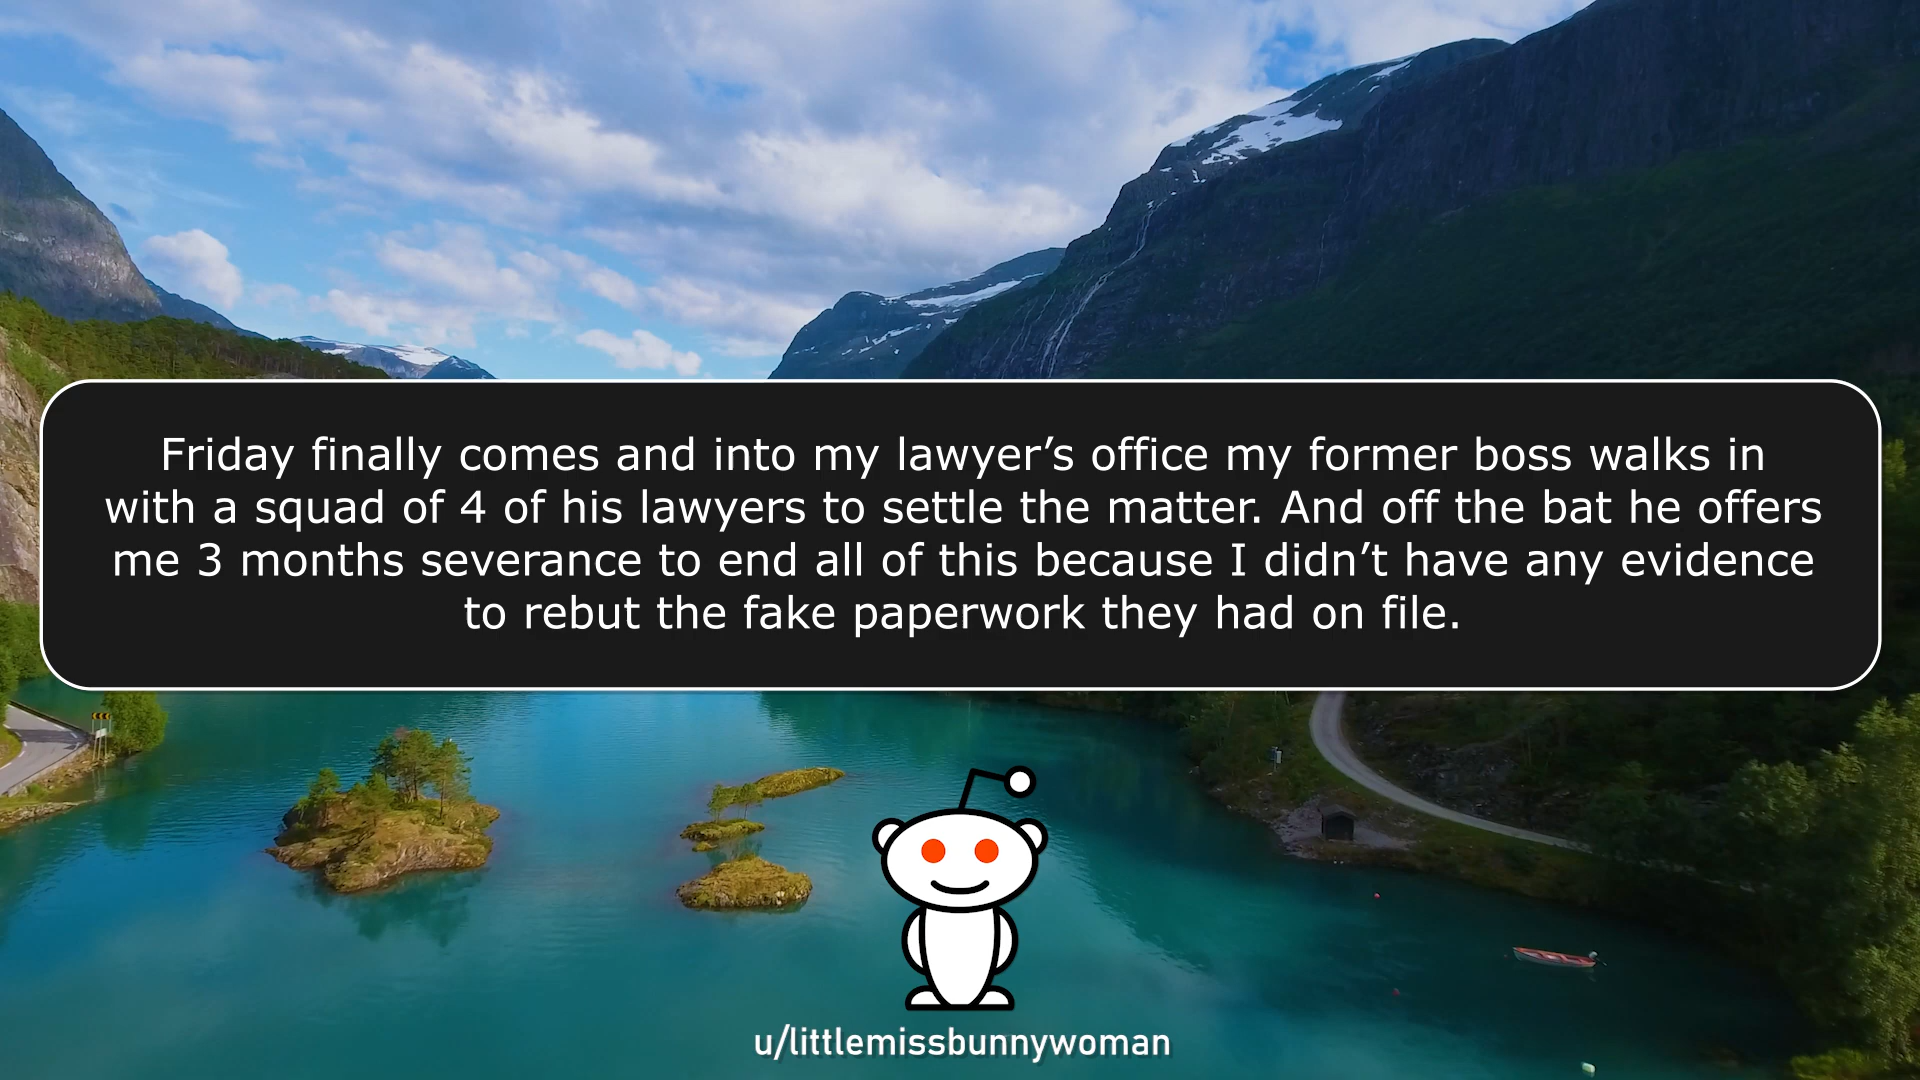 Friday finally comes and into my lawyer’s office my former boss walks in
with a squad of 4 of his lawyers to settle the matter. And off the bat he offers
me 3 months severance to end all of this because I didn’t have any evidence
to rebut the fake paperwork they had on file.
u/littlemissbunnywoman